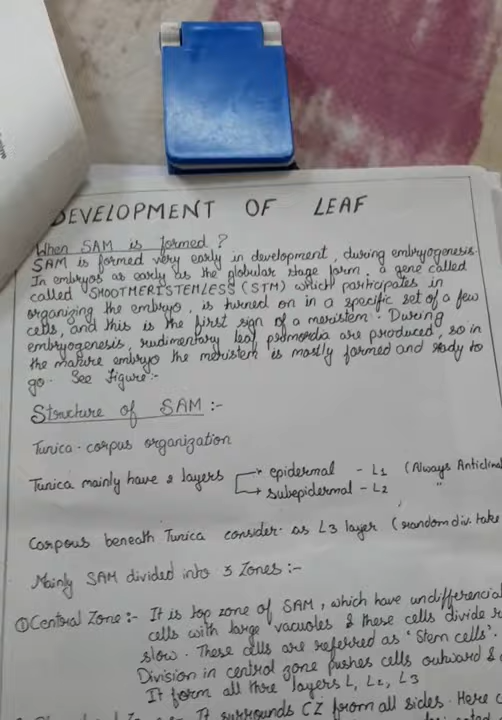 DEVELOPMENT OF LEAF
When SAM is formed?
SAM is formed very early in development, during embryogenesis.
In embryos as early as the globular stage form, a gene called
called SHOOTMERISTEMLESS (STM) which participates in
organizing the embryo, is turned on in a specific set of a few
cells, and this is the first sign of a meristem. During
embryogenesis, rudimentary leaf primordia are produced, so in
the mature embryo the meristem is mostly formed and ready to
go. See figure:-
Structure of SAM :-
Tunica-corpus organization
Tunica mainly have 2 layers → epidermal - L1 (Always Anticlinal
→ subepidermal - L2 "
Corpous beneath Tunica consider as L3 layer (random div. take
Mainly SAM divided into 3 Zones:-
① Central Zone:- It is top zone of SAM, which have undifferencial
cells with large vacuoles & these cells divide
slow. These cells are referred as 'Stem cells'.
Division in central zone pushes cells outward &
It form all thre layers L, L2, L3
It surrounds CZ from all sides. Here